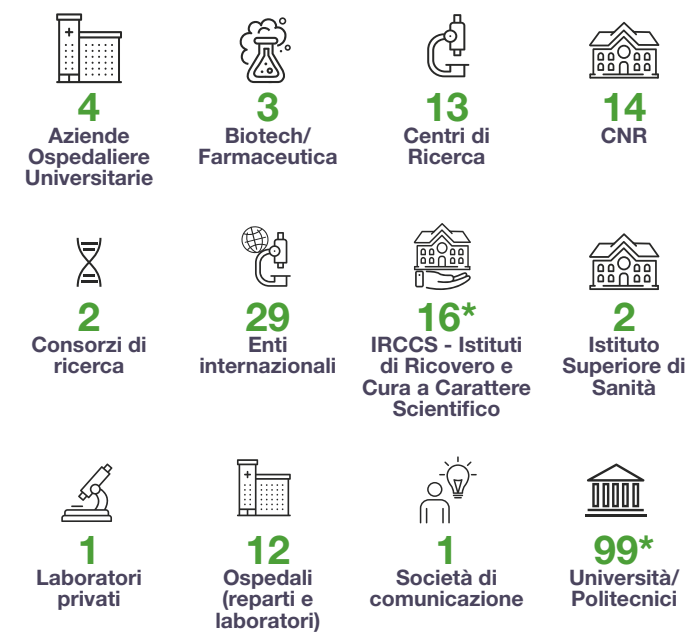 4
Aziende
Ospedaliere
Universitarie
3
Biotech/
Farmaceutica
13
Centri di
Ricerca
14
CNR
2
Consorzi di
ricerca
29
Enti
internazionali
16*
IRCCS - Istituti
di Ricovero e
Cura a Carattere
Scientifico
2
Istituto
Superiore di
Sanità
1
Laboratori
privati
12
Ospedali
(reparti e
laboratori)
1
Società di
comunicazione
99*
Università/
Politecnici